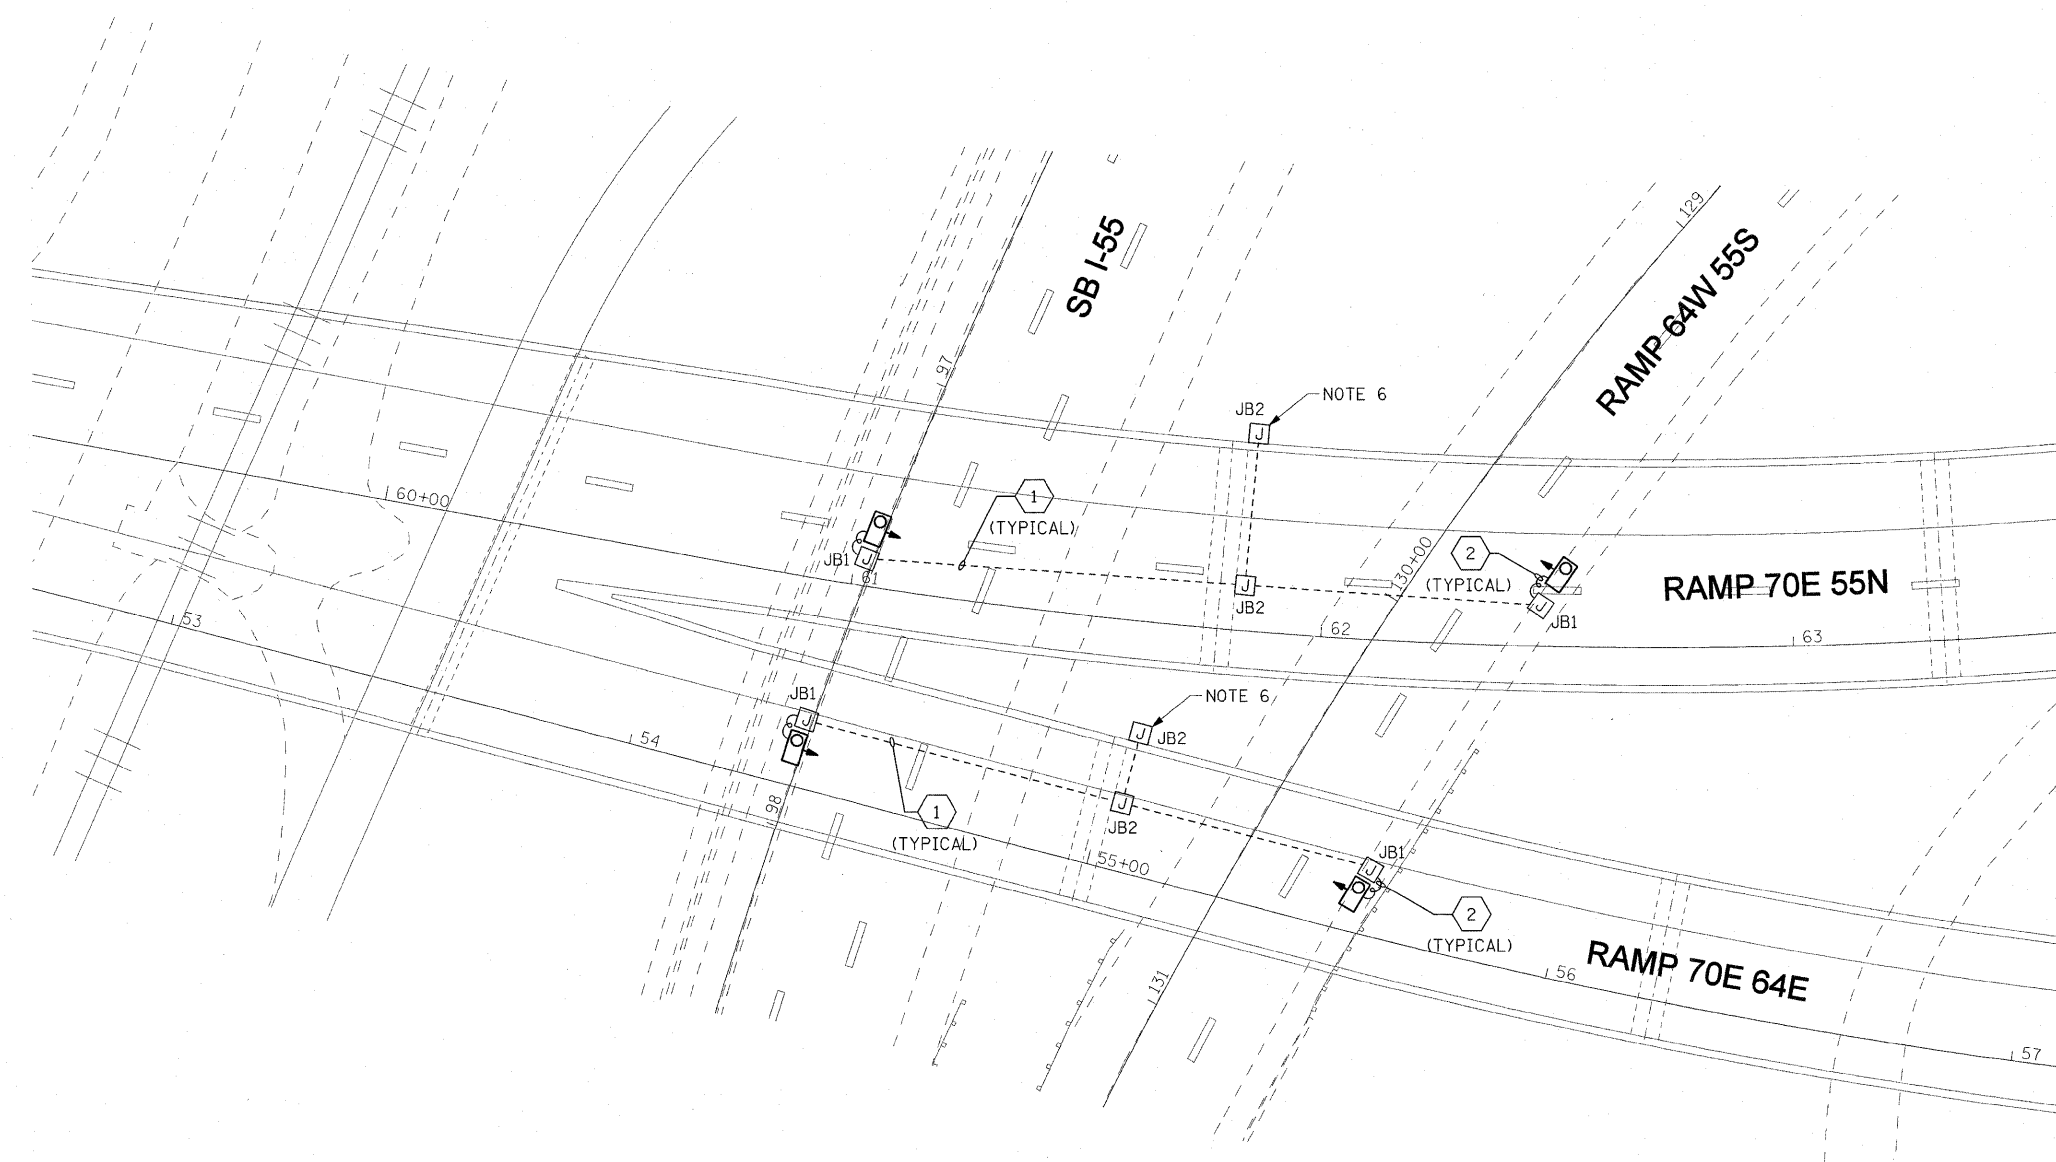 129
SB I-55
RAMP 64W 55S
97
JB2
NOTE 6
J
60+00
1
(TYPICAL)
JB1
J
61
130+00
2
(TYPICAL)
RAMP 70E 55N
J
JB2
J
JB1
62
63
53
JB1
J
NOTE 6
J
JB2
54
98
1
(TYPICAL)
J
JB2
55+00
JB1
J
2
(TYPICAL)
RAMP 70E 64E
56
131
57